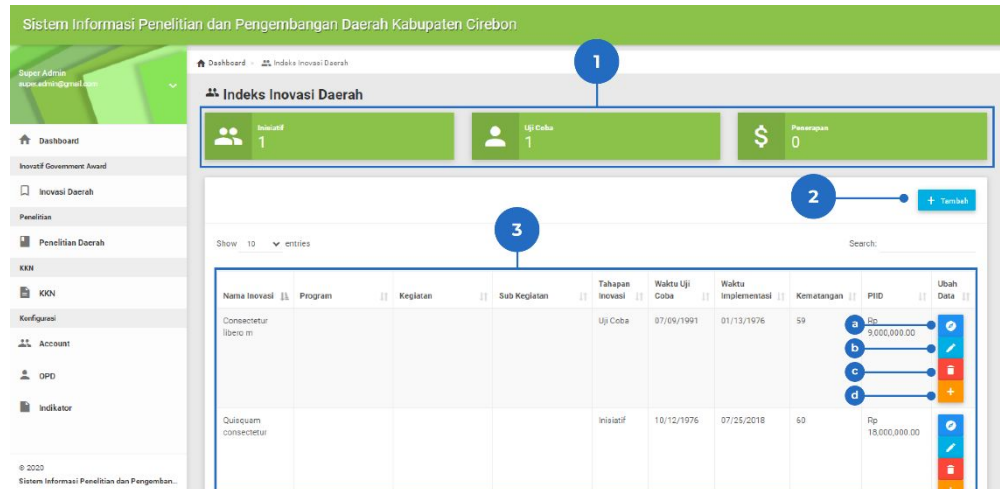 Sistem Informasi Penelitian dan Pengembangan Daerah Kabupaten Cirebon
Super Admin
super.admin@gmail.com
Dashboard
Inovatif Government Award
Inovasi Daerah
Penelitian
Penelitian Daerah
KKN
KKN
Konfigurasi
Account
OPD
Indikator
© 2020
Sistem Informasi Penelitian dan Pengemban...
Dashboard
Indeks Inovasi Daerah
1
Indeks Inovasi Daerah
Inisiatif
1
Uji Coba
1
Penerapan
0
2
+ Tambah
3
Show 10 entries
Search:
Nama Inovasi Program Kegiatan Sub Kegiatan Tahapan Inovasi Waktu Uji Coba Waktu Implementasi Kematangan PIID Ubah Data
Consectetur libero m Uji Coba 07/09/1991 01/13/1976 59 Rp 9,000,000.00
a
b
c
d
Quisquam consectetur Inisiatif 10/12/1976 07/25/2018 60 Rp 18,000,000.00